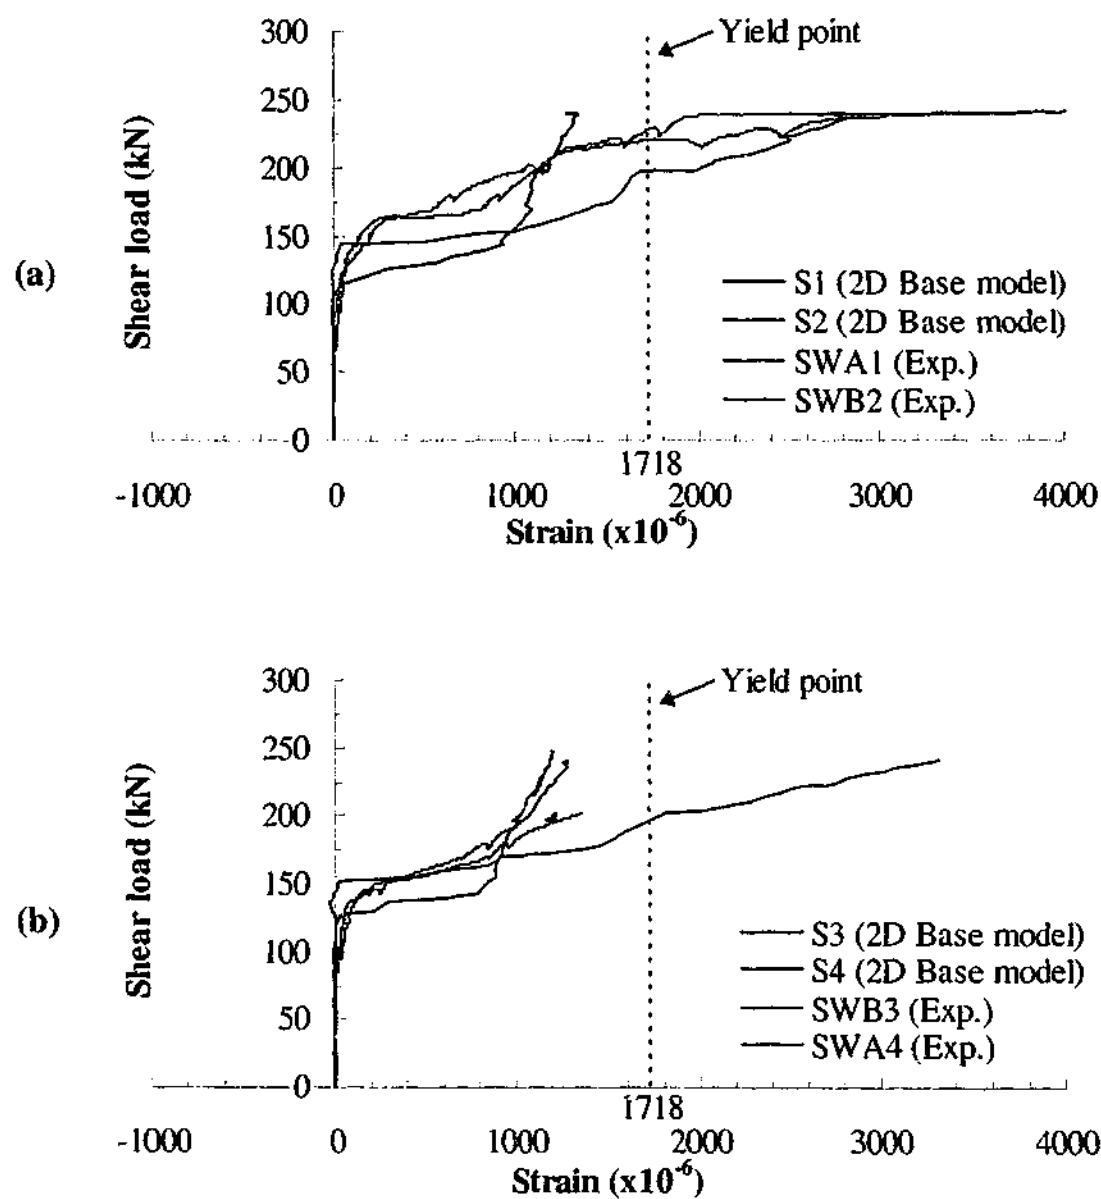 300
Yield point
250
200
150
100
50
0
Shear load (kN)
(a)
S1 (2D Base model)
S2 (2D Base model)
SWA1 (Exp.)
SWB2 (Exp.)
1718
-1000 0 1000 2000 3000 4000
Strain (x10⁻⁶)
300
Yield point
250
200
150
100
50
0
Shear load (kN)
(b)
S3 (2D Base model)
S4 (2D Base model)
SWB3 (Exp.)
SWA4 (Exp.)
1718
-1000 0 1000 2000 3000 4000
Strain (x10⁻⁶)